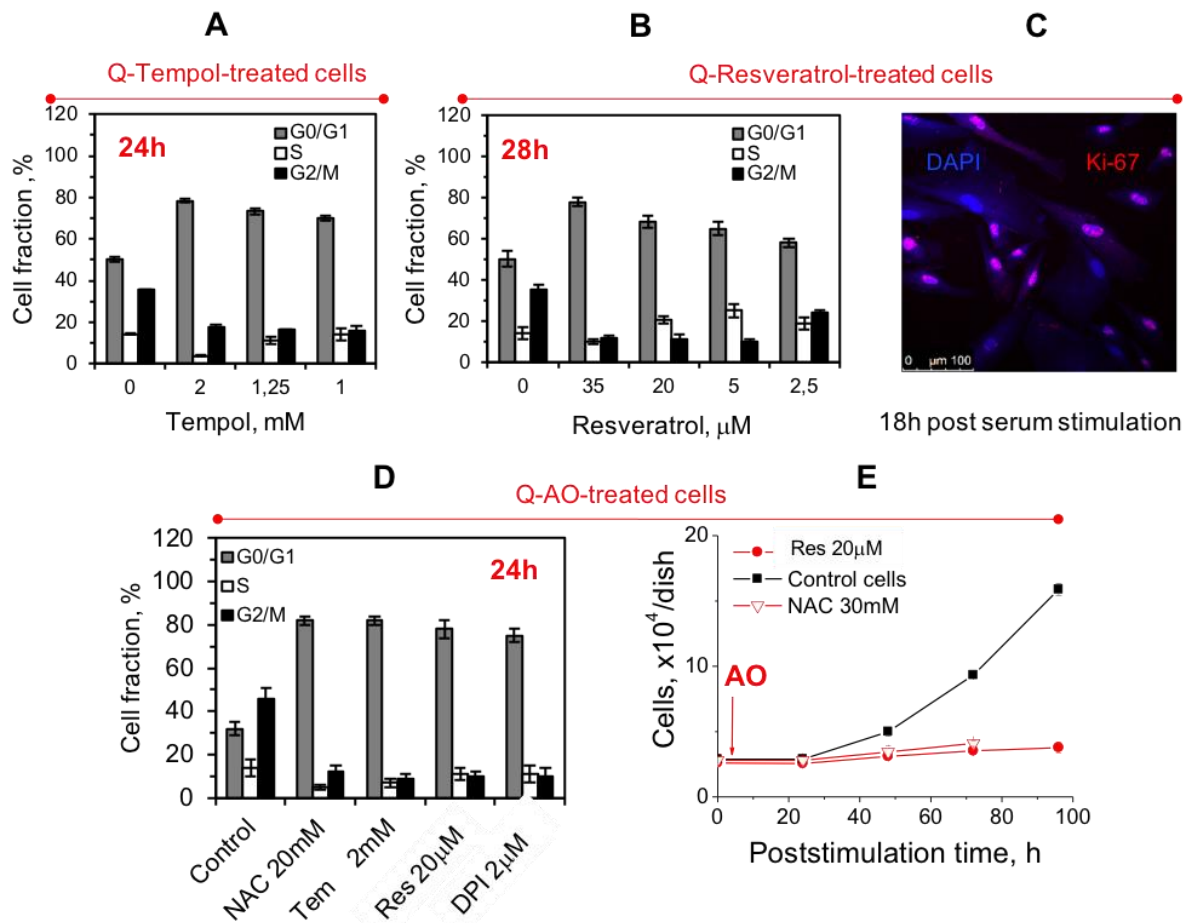 A
B
C
Q-Tempol-treated cells
Q-Resveratrol-treated cells
120
100
80
60
40
20
0
Cell fraction, %
24h
G0/G1
S
G2/M
0 2 1,25 1
Tempol, mM
120
100
80
60
40
20
0
Cell fraction, %
28h
G0/G1
S
G2/M
0 35 20 5 2,5
Resveratrol, μM
DAPI
Ki-67
0 μm 100
18h post serum stimulation
D
E
Q-AO-treated cells
120
100
80
60
40
20
0
Cell fraction, %
G0/G1
S
G2/M
24h
Control
NAC 20mM
Tem 2mM
Res 20μM
DPI 2μM
20
10
0
Cells, x10⁴/dish
Res 20μM
Control cells
NAC 30mM
AO
0 20 40 60 80 100
Poststimulation time, h